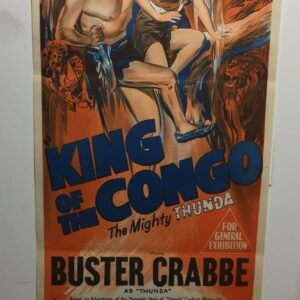 "KING
OF
THE CONGO
The Mighty THUNDA
FOR
GENERAL
EXHIBITION
BUSTER CRABBE
AS "THUNDA"